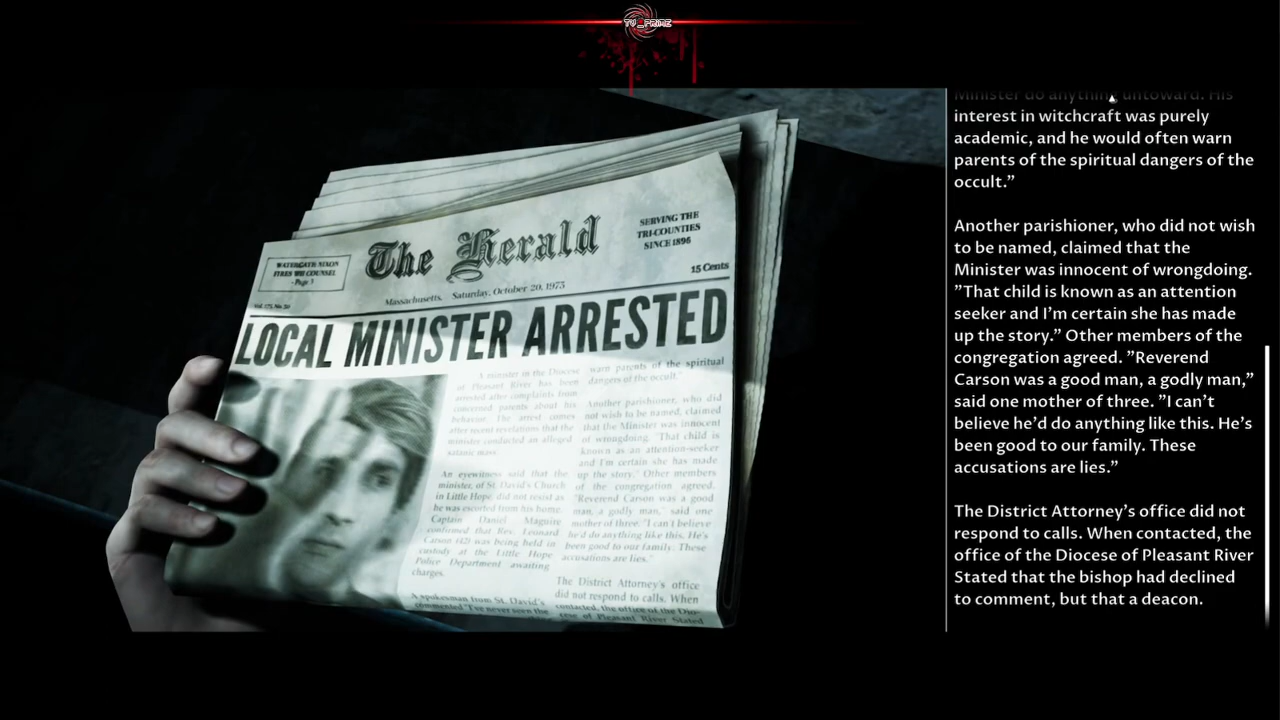 TV_PRIME
WATERGATE: NIXON
FIRES WH COUNSEL
- Page 3
The Herald
SERVING THE
TRI-COUNTIES
SINCE 1896
15 Cents
Massachusetts. Saturday, October 20, 1973
LOCAL MINISTER ARRESTED
A minister in the Diocese
of Pleasant River has been
arrested after complaints from
concerned parents about his
behavior. The arrest comes
after recent revelations that the
minister conducted an alleged
satanic mass.
An eyewitness said that the
minister, of St. David's Church
in Little Hope, did not resist as
he was escorted from his home.
Captain Daniel Maguire
confirmed that Rev. Leonard
Carson (42) was being held in
custody at the Little Hope
Police Department awaiting
charges.
A spokesman from St. David's
commented "I've never seen the
warn parents of the spiritual
dangers of the occult."
Another parishioner, who did
not wish to be named, claimed
that the Minister was innocent
of wrongdoing. "That child is
known as an attention-seeker
and I'm certain she has made
up the story." Other members
of the congregation agreed.
"Reverend Carson was a good
man, a godly man," said one
mother of three. "I can't believe
he'd do anything like this. He's
been good to our family. These
accusations are lies."
The District Attorney's office
did not respond to calls. When
contacted, the office of the Dio-
cese of Pleasant River Stated
Minister do anything untoward. His
interest in witchcraft was purely
academic, and he would often warn
parents of the spiritual dangers of the
occult.”
Another parishioner, who did not wish
to be named, claimed that the
Minister was innocent of wrongdoing.
”That child is known as an attention
seeker and I’m certain she has made
up the story.” Other members of the
congregation agreed. ”Reverend
Carson was a good man, a godly man,”
said one mother of three. ”I can’t
believe he’d do anything like this. He’s
been good to our family. These
accusations are lies.”
The District Attorney’s office did not
respond to calls. When contacted, the
office of the Diocese of Pleasant River
Stated that the bishop had declined
to comment, but that a deacon.